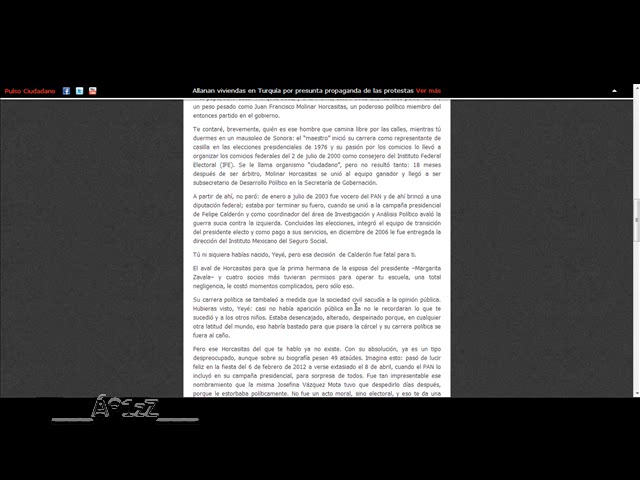 Pulso Ciudadano
Allanan viviendas en Turquía por presunta propaganda de las protestas Ver más
un peso pesado como Juan Francisco Molinar Horcasitas, un poderoso político miembro del
entonces partido en el gobierno.
Te contaré, brevemente, quién es ese hombre que camina libre por las calles, mientras tú
duermes en un mausoleo de Sonora: el "maestro" inició su carrera como representante de
casilla en las elecciones presidenciales de 1976 y su pasión por los comicios lo llevó a
organizar los comicios federales del 2 de julio de 2000 como consejero del Instituto Federal
Electoral (IFE). Se le llama organismo "ciudadano", pero no resultó tanto: 18 meses
después de ser árbitro, Molinar Horcasitas se unió al equipo ganador y llegó a ser
subsecretario de Desarrollo Político en la Secretaría de Gobernación.
A partir de ahí, no paró: de enero a julio de 2003 fue vocero del PAN y de ahí brincó a una
diputación federal; estaba por terminar su fuero, cuando se unió a la campaña presidencial
de Felipe Calderón y como coordinador del área de Investigación y Análisis Político avaló la
guerra sucia contra la izquierda. Concluidas las elecciones, integró el equipo de transición
del presidente electo y como pago a sus servicios, en diciembre de 2006 le fue entregada la
dirección del Instituto Mexicano del Seguro Social.
Tú ni siquiera habías nacido, Yeyé, pero esa decisión de Calderón fue fatal para ti.
El aval de Horcasitas para que la prima hermana de la esposa del presidente –Margarita
Zavala– y cuatro socios más tuvieran permisos para operar tu escuela, una total
negligencia, le costó momentos complicados, pero sólo eso.
Su carrera política se tambaleó a medida que la sociedad civil sacudía a la opinión pública.
Hubieras visto, Yeyé: casi no había aparición pública en la no le recordaran lo que te
sucedió y a los otros niños. Estaba desencajado, alterado, despeinado porque, en cualquier
otra latitud del mundo, eso habría bastado para que pisara la cárcel y su carrera política se
fuera al caño.
Pero ese Horcasitas del que te hablo ya no existe. Con su absolución, ya es un tipo
despreocupado, aunque sobre su biografía pesen 49 ataúdes. Imagina esto: pasó de lucir
feliz en la fiesta del 6 de febrero de 2012 a verse extasiado el 8 de abril, cuando el PAN lo
incluyó en su campaña presidencial, para sorpresa de todos. Fue tan impresentable ese
nombramiento que la misma Josefina Vázquez Mota tuvo que despedirlo días después,
porque le estorbaba políticamente. No fue un acto moral, sino electoral, y eso te da una